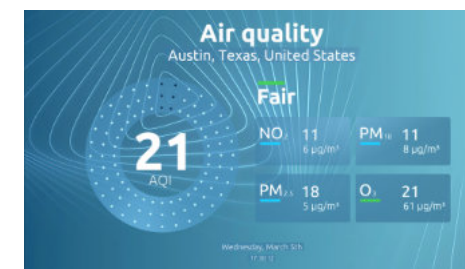 Air quality
Austin, Texas, United States
Fair
21
AQI
NO₂ 11
6 µg/m³
PM₁₀ 11
8 µg/m³
PM₂.₅ 18
5 µg/m³
O₃ 21
61 µg/m³
Wednesday, March 5th